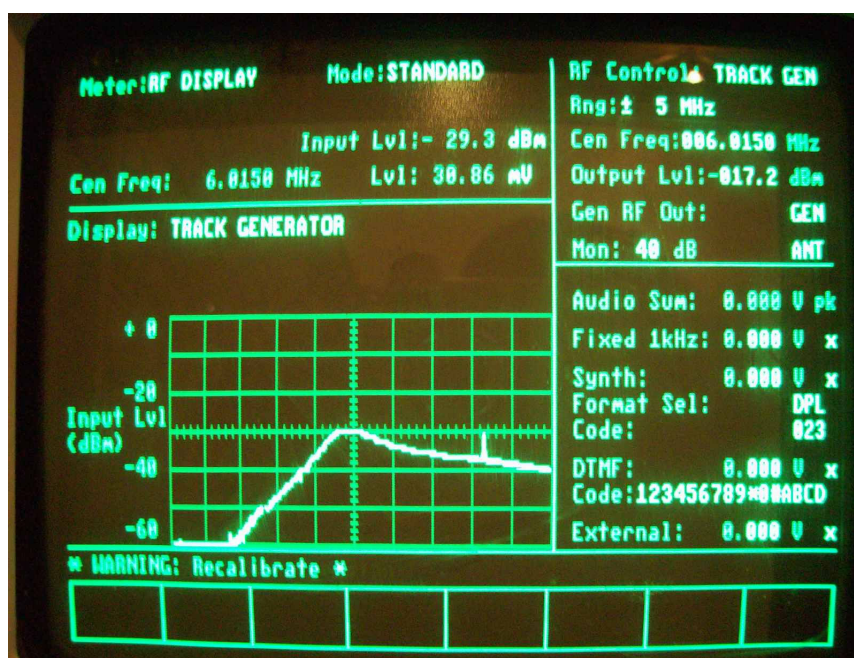 Meter:RF DISPLAY Mode:STANDARD
Input Lvl:- 29.3 dBm
Cen Freq: 6.0150 MHz Lvl: 30.86 mV
Display: TRACK GENERATOR
+ 0
-20
Input Lvl
(dBm)
-40
-60
* WARNING: Recalibrate *
RF Control: TRACK GEN
Rng:± 5 MHz
Cen Freq:006.0150 MHz
Output Lvl:-017.2 dBm
Gen RF Out: GEN
Mon: 40 dB ANT
Audio Sum: 0.000 V pk
Fixed 1kHz: 0.000 V x
Synth: 0.000 V x
Format Sel: DPL
Code: 023
DTMF: 0.000 V x
Code:123456789*0#ABCD
External: 0.000 V x